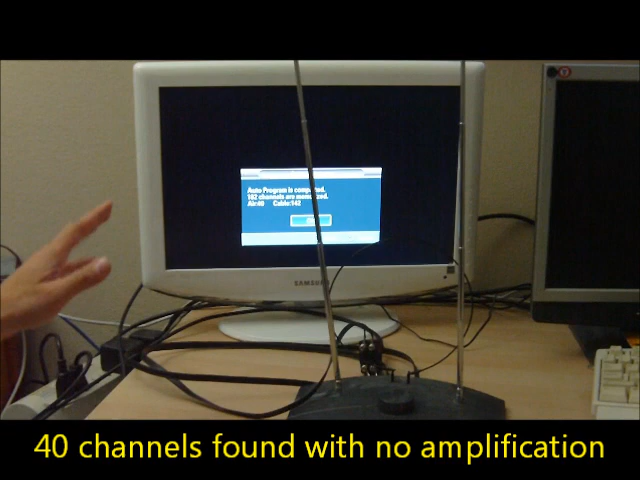 Auto Program is completed.
182 channels are memorized.
Air:40 Cable:142
SAMSUNG
40 channels found with no amplification